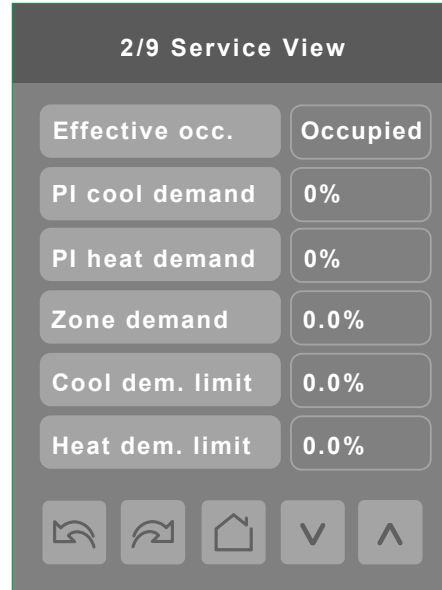 2/9 Service View
Effective occ. Occupied
PI cool demand 0%
PI heat demand 0%
Zone demand 0.0%
Cool dem. limit 0.0%
Heat dem. limit 0.0%